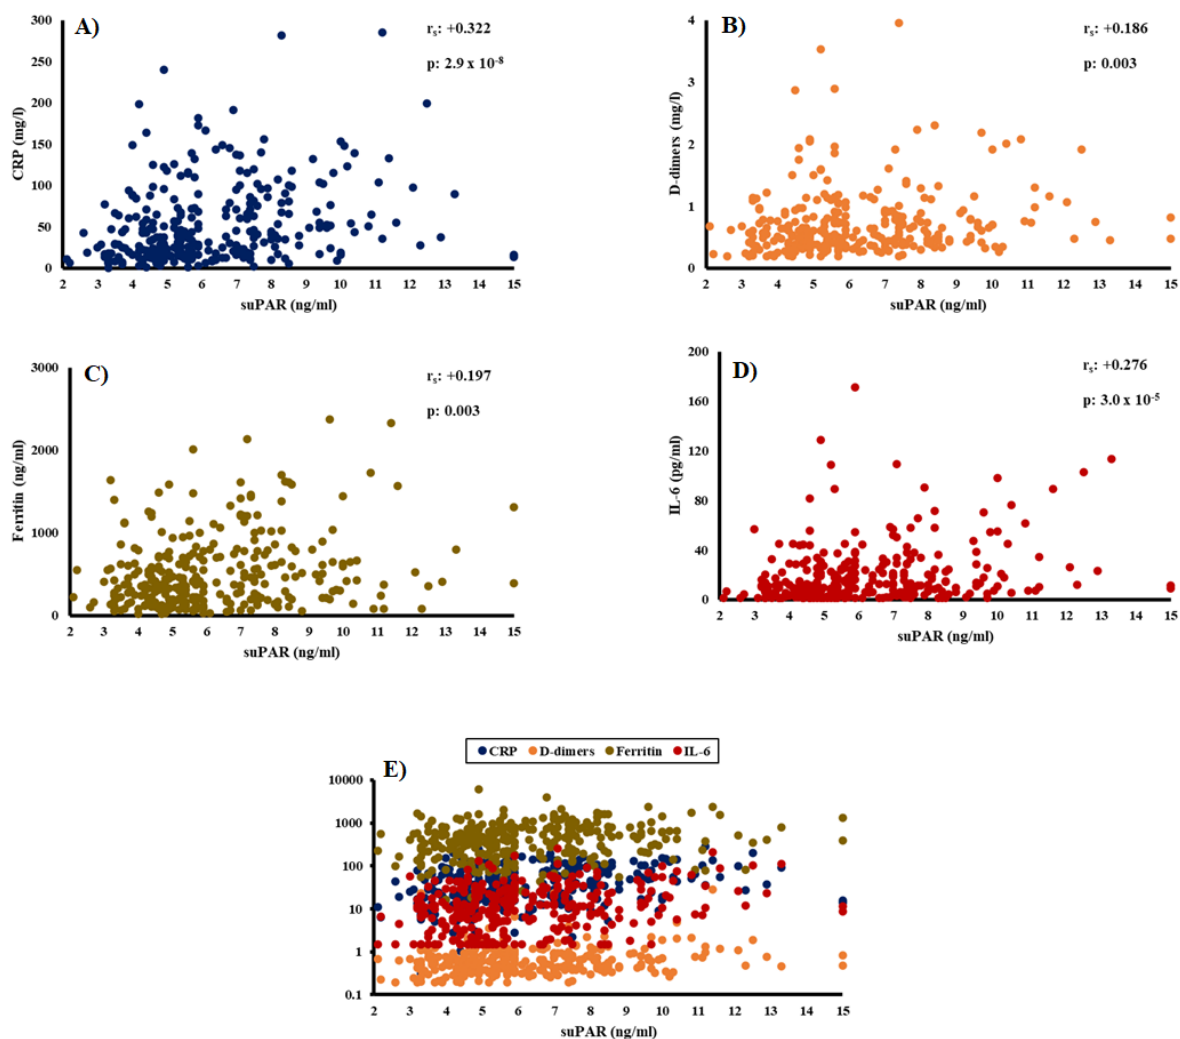 A)
rₛ: +0.322
p: 2.9 x 10⁻⁸
300
250
200
150
100
50
0
CRP (mg/l)
2 3 4 5 6 7 8 9 10 11 12 13 14 15
suPAR (ng/ml)
B)
rₛ: +0.186
p: 0.003
4
3
2
1
0
D-dimers (mg/l)
2 3 4 5 6 7 8 9 10 11 12 13 14 15
suPAR (ng/ml)
C)
rₛ: +0.197
p: 0.003
3000
2000
1000
0
Ferritin (ng/ml)
2 3 4 5 6 7 8 9 10 11 12 13 14 15
suPAR (ng/ml)
D)
rₛ: +0.276
p: 3.0 x 10⁻⁵
200
160
120
80
40
0
IL-6 (pg/ml)
2 3 4 5 6 7 8 9 10 11 12 13 14 15
suPAR (ng/ml)
CRP D-dimers Ferritin IL-6
E)
10000
1000
100
10
1
0.1
2 3 4 5 6 7 8 9 10 11 12 13 14 15
suPAR (ng/ml)